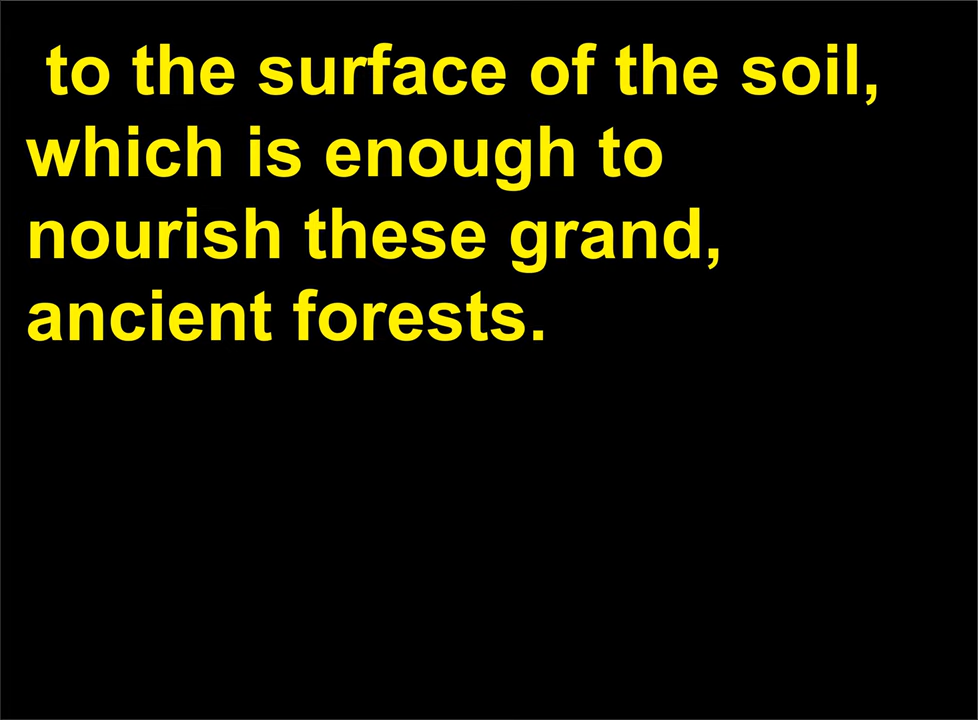 to the surface of the soil,
which is enough to
nourish these grand,
ancient forests.